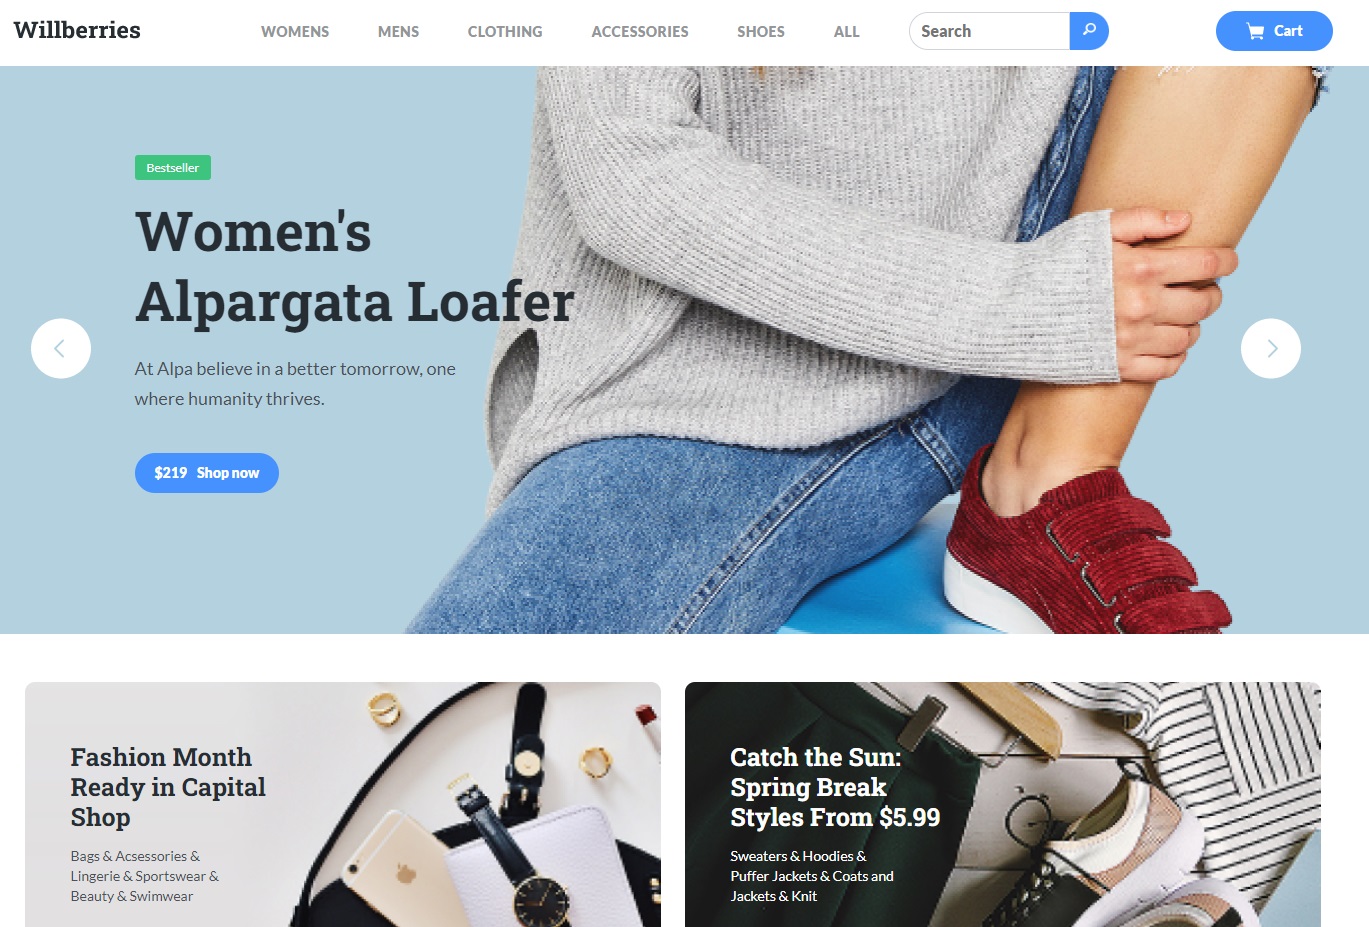 Willberries
WOMENS
MENS
CLOTHING
ACCESSORIES
SHOES
ALL
Search
Cart
Bestseller
Women's
Alpargata Loafer
At Alpa believe in a better tomorrow, one
where humanity thrives.
$219 Shop now
Fashion Month
Ready in Capital
Shop
Bags & Acsessories &
Lingerie & Sportswear &
Beauty & Swimwear
Catch the Sun:
Spring Break
Styles From $5.99
Sweaters & Hoodies &
Puffer Jackets & Coats and
Jackets & Knit